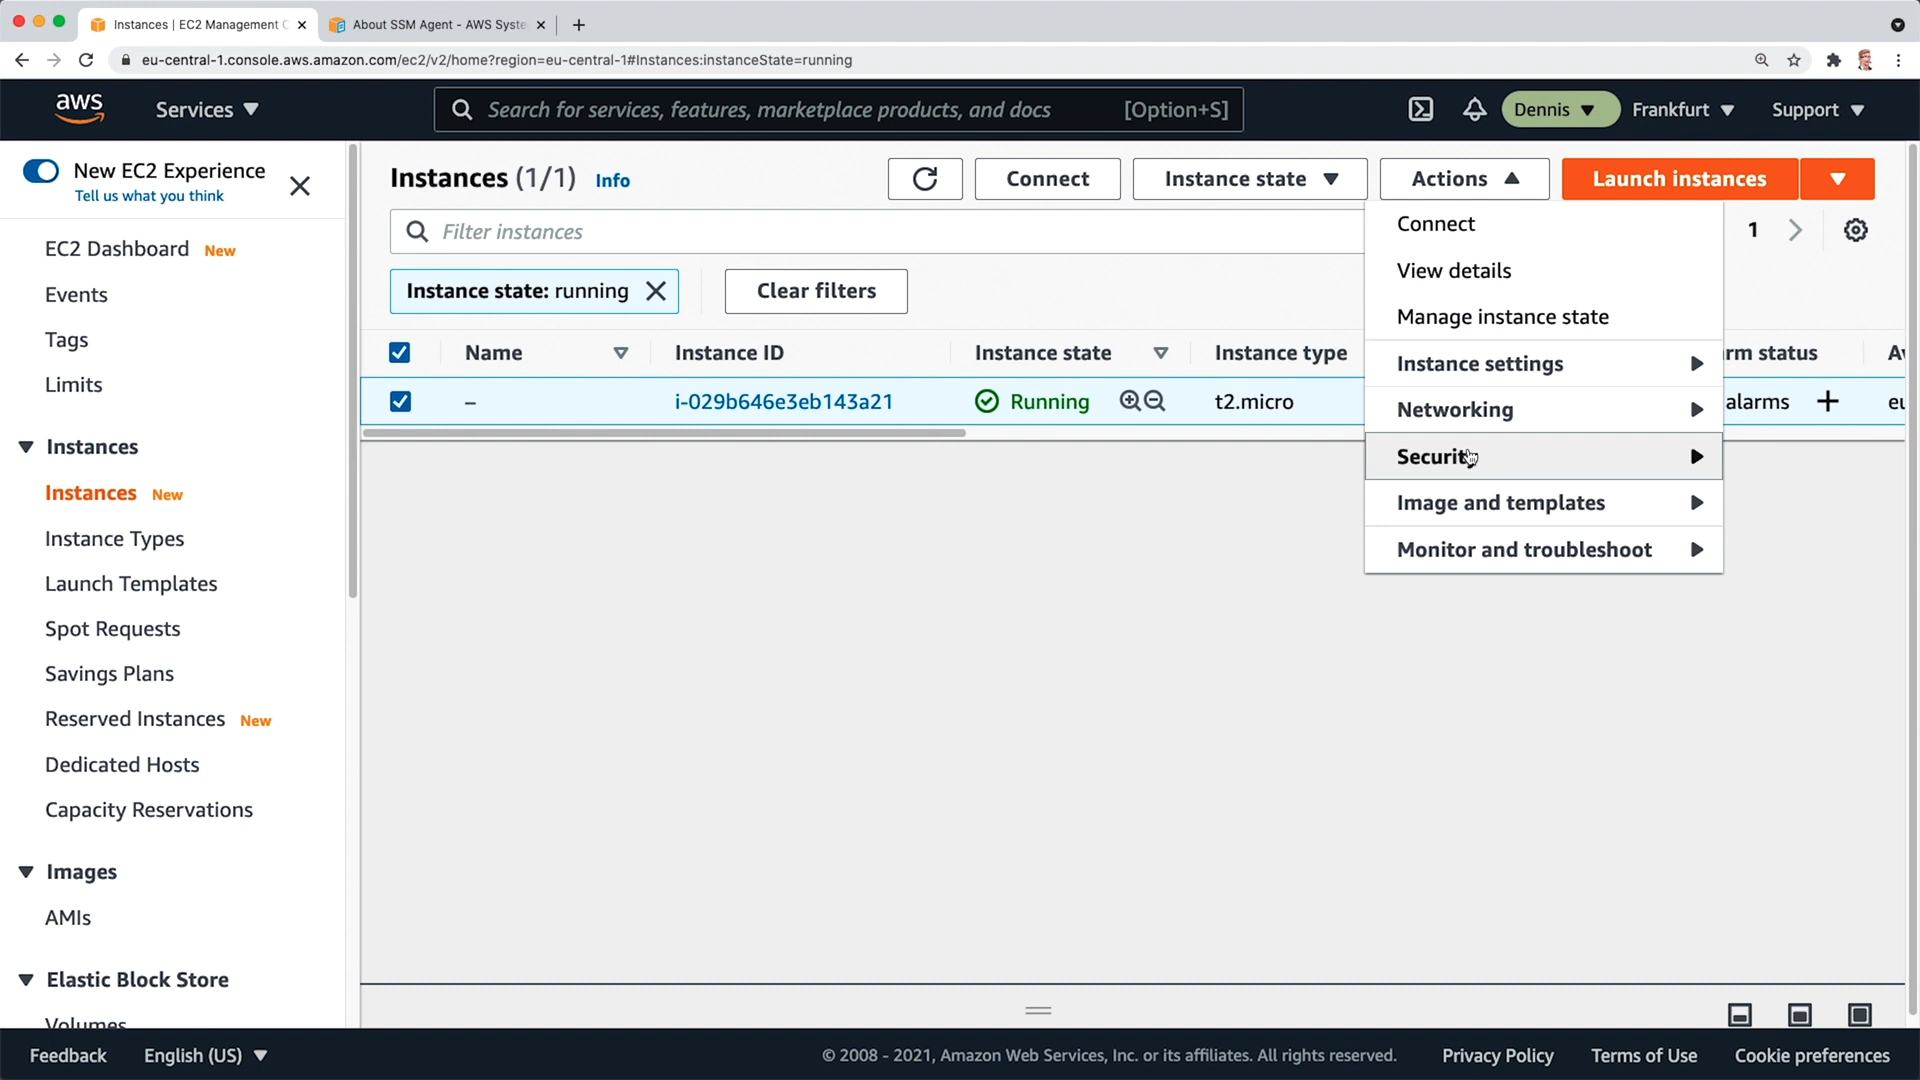 Instances | EC2 Management C
About SSM Agent - AWS Syste
eu-central-1.console.aws.amazon.com/ec2/v2/home?region=eu-central-1#Instances:instanceState=running
aws
Services
Search for services, features, marketplace products, and docs
[Option+S]
Dennis
Frankfurt
Support
New EC2 Experience
Tell us what you think
EC2 Dashboard New
Events
Tags
Limits
Instances
Instances New
Instance Types
Launch Templates
Spot Requests
Savings Plans
Reserved Instances New
Dedicated Hosts
Capacity Reservations
Images
AMIs
Elastic Block Store
Volumes
Instances (1/1) Info
Connect
Instance state
Actions
Launch instances
Filter instances
1
Instance state: running
Clear filters
Name
Instance ID
Instance state
Instance type
rm status
Av
–
i-029b646e3eb143a21
Running
t2.micro
alarms +
eu
Connect
View details
Manage instance state
Instance settings
Networking
Security
Image and templates
Monitor and troubleshoot
Feedback
English (US)
© 2008 - 2021, Amazon Web Services, Inc. or its affiliates. All rights reserved.
Privacy Policy
Terms of Use
Cookie preferences